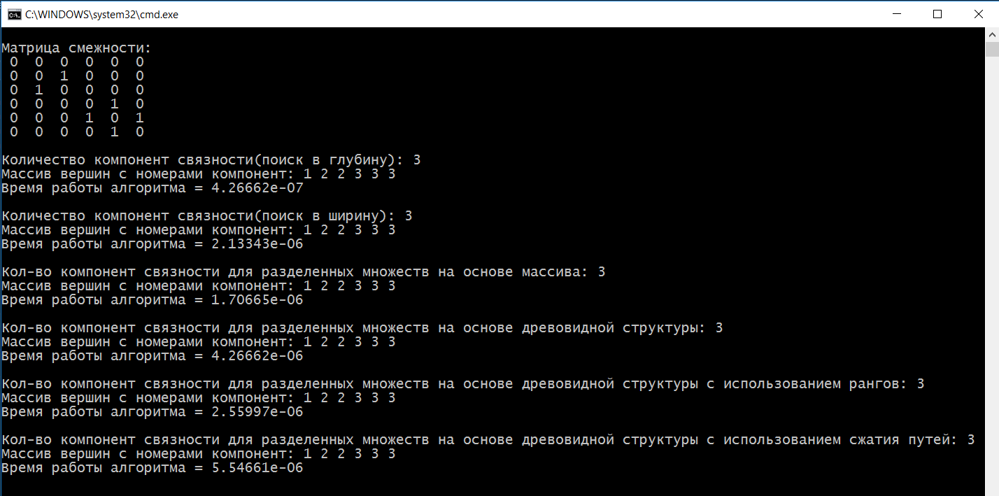 C:\WINDOWS\system32\cmd.exe
Матрица смежности:
0 0 0 0 0 0
0 0 1 0 0 0
0 1 0 0 0 0
0 0 0 0 1 0
0 0 0 1 0 1
0 0 0 0 1 0
Количество компонент связности(поиск в глубину): 3
Массив вершин с номерами компонент: 1 2 2 3 3 3
Время работы алгоритма = 4.26662e-07
Количество компонент связности(поиск в ширину): 3
Массив вершин с номерами компонент: 1 2 2 3 3 3
Время работы алгоритма = 2.13343e-06
Кол-во компонент связности для разделенных множеств на основе массива: 3
Массив вершин с номерами компонент: 1 2 2 3 3 3
Время работы алгоритма = 1.70665e-06
Кол-во компонент связности для разделенных множеств на основе древовидной структуры: 3
Массив вершин с номерами компонент: 1 2 2 3 3 3
Время работы алгоритма = 4.26662e-06
Кол-во компонент связности для разделенных множеств на основе древовидной структуры с использованием рангов: 3
Массив вершин с номерами компонент: 1 2 2 3 3 3
Время работы алгоритма = 2.55997e-06
Кол-во компонент связности для разделенных множеств на основе древовидной структуры с использованием сжатия путей: 3
Массив вершин с номерами компонент: 1 2 2 3 3 3
Время работы алгоритма = 5.54661e-06